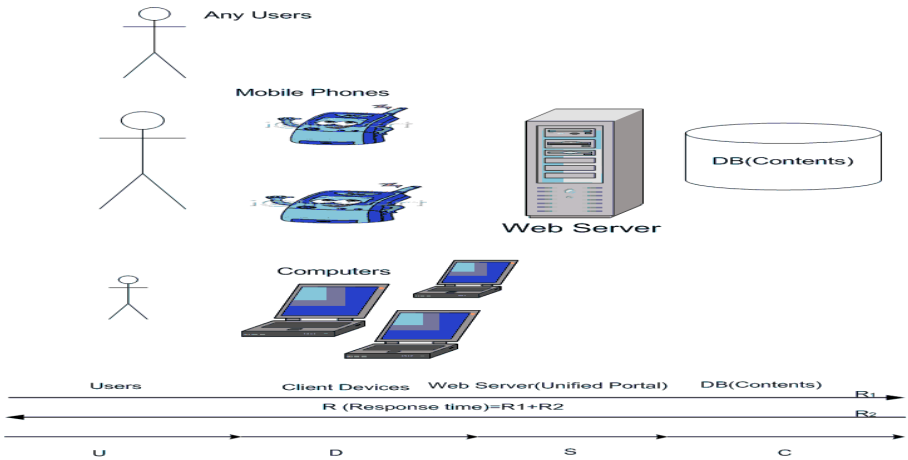 Any Users
Mobile Phones
DB(Contents)
Web Server
Computers
Users Client Devices Web Server(Unified Portal) DB(Contents)
R1
R (Response time)=R1+R2
R2
U D S C